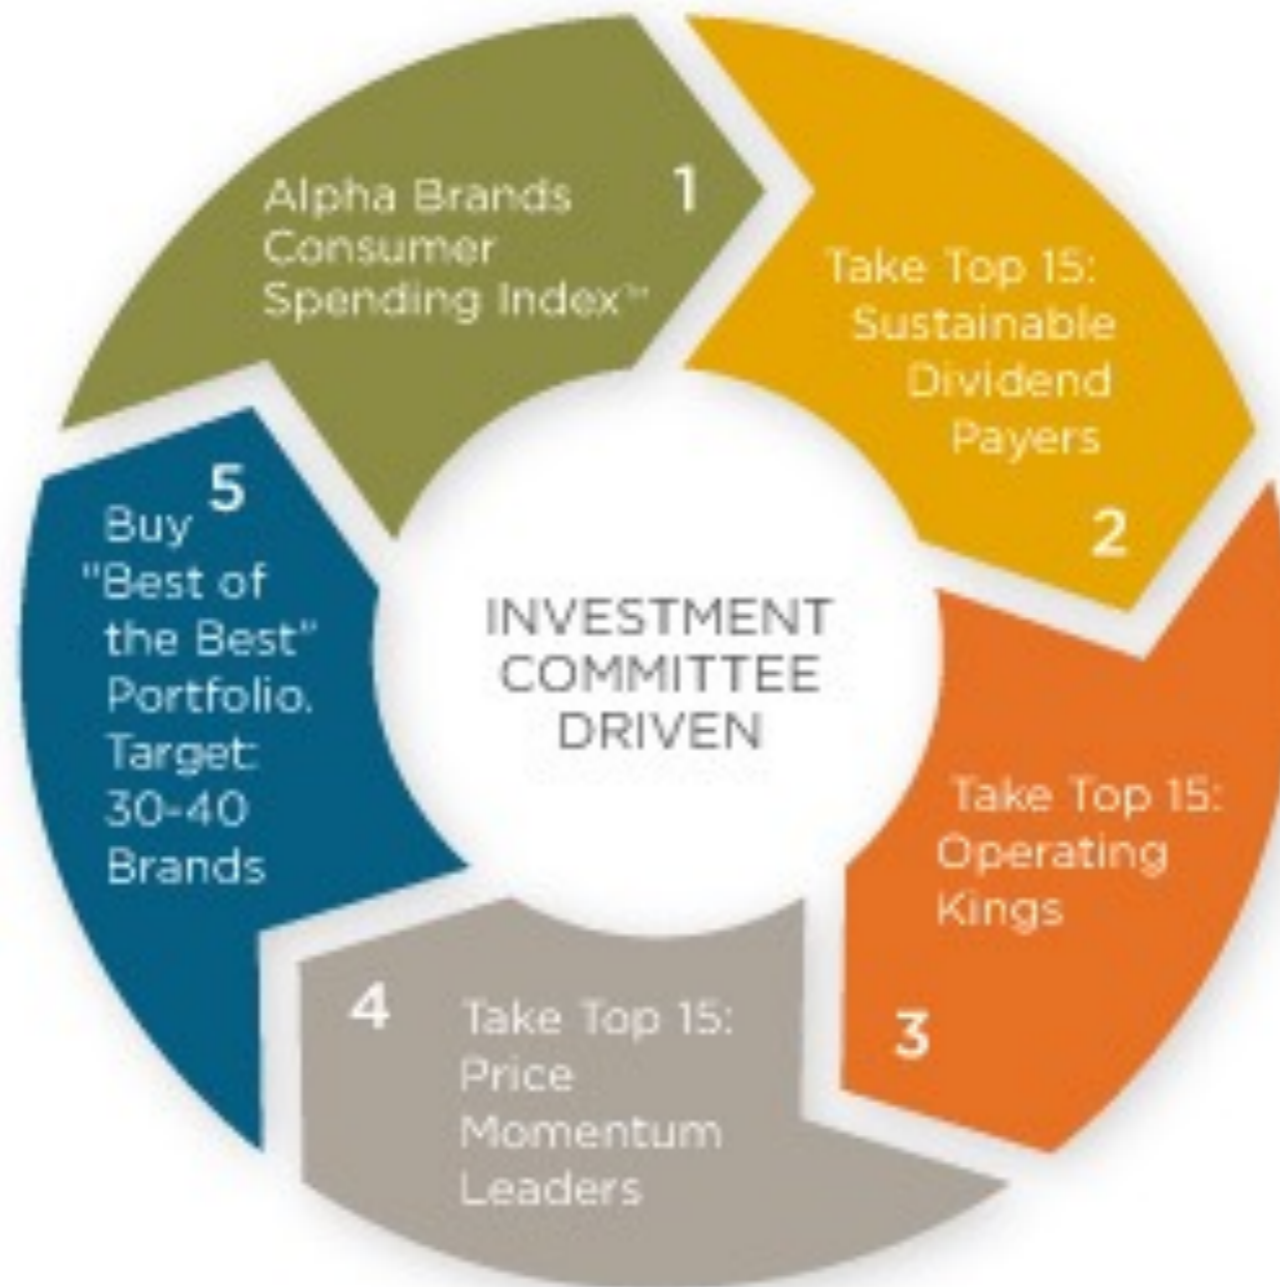 Alpha Brands
Consumer
Spending Index™
1
Take Top 15:
Sustainable
Dividend
Payers
2
Take Top 15:
Operating
Kings
3
4
Take Top 15:
Price
Momentum
Leaders
5
Buy
"Best of
the Best"
Portfolio.
Target:
30-40
Brands
INVESTMENT
COMMITTEE
DRIVEN